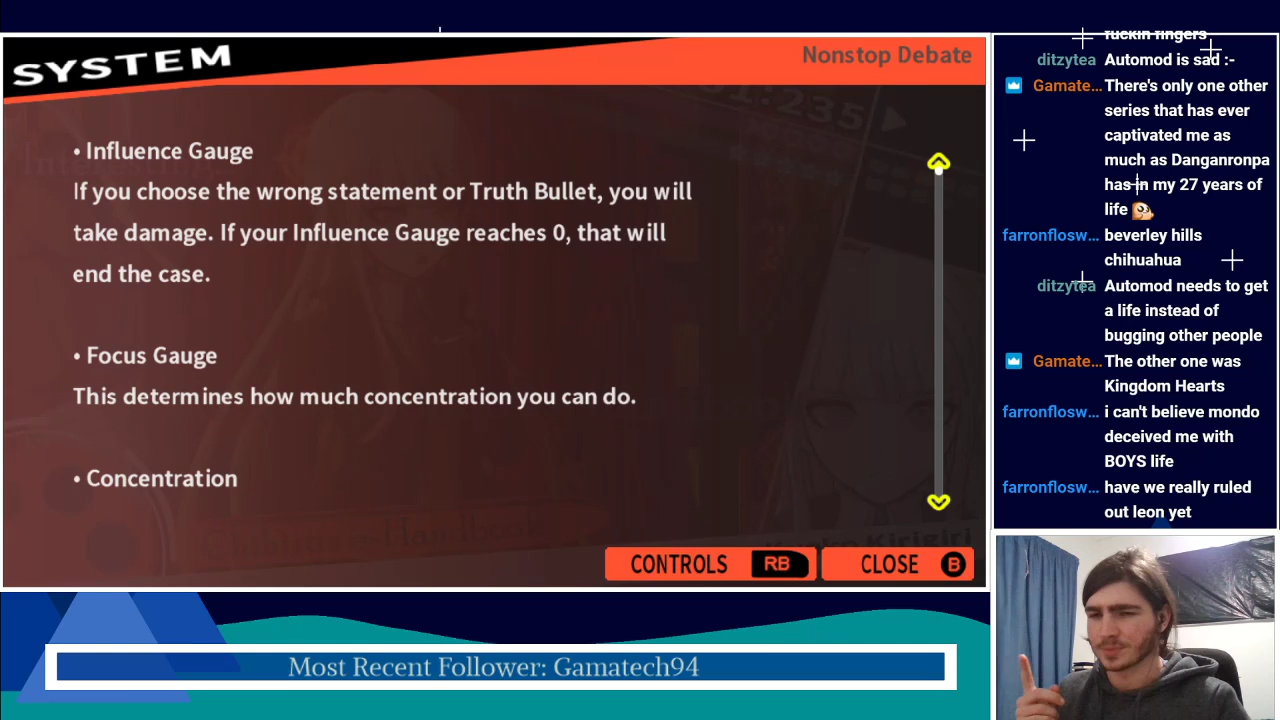 SYSTEM
Nonstop Debate
• Influence Gauge
If you choose the wrong statement or Truth Bullet, you will
take damage. If your Influence Gauge reaches 0, that will
end the case.
• Focus Gauge
This determines how much concentration you can do.
• Concentration
CONTROLS RB
CLOSE B
Kyoko Kirigiri
fuckin fingers
ditzytea Automod is sad :-
Gamate... There's only one other
series that has ever
captivated me as
much as Danganronpa
has in my 27 years of
life
farronflosw... beverley hills
chihuahua
ditzytea Automod needs to get
a life instead of
bugging other people
Gamate... The other one was
Kingdom Hearts
farronflosw... i can't believe mondo
deceived me with
BOYS life
farronflosw... have we really ruled
out leon yet
Most Recent Follower: Gamatech94